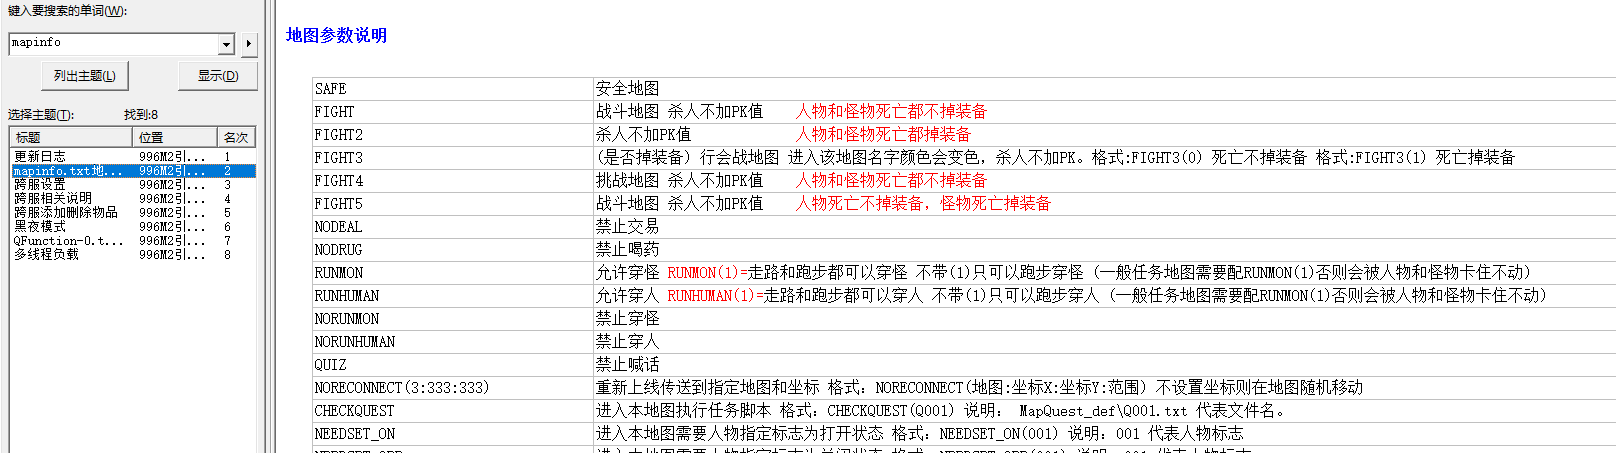 键入要搜索的单词(W):
mapinfo
列出主题(L) 显示(D)
选择主题(T): 找到:8
标题 位置 名次
更新日志 996M2引... 1
mapinfo.txt地... 996M2引... 2
跨服设置 996M2引... 3
跨服相关说明 996M2引... 4
跨服添加删除物品 996M2引... 5
黑夜模式 996M2引... 6
QFunction-0.t... 996M2引... 7
多线程负载 996M2引... 8
地图参数说明
SAFE 安全地图
FIGHT 战斗地图 杀人不加PK值 人物和怪物死亡都不掉装备
FIGHT2 杀人不加PK值 人物和怪物死亡都掉装备
FIGHT3 (是否掉装备) 行会战地图 进入该地图名字颜色会变色，杀人不加PK。格式:FIGHT3(0) 死亡不掉装备 格式:FIGHT3(1) 死亡掉装备
FIGHT4 挑战地图 杀人不加PK值 人物和怪物死亡都不掉装备
FIGHT5 战斗地图 杀人不加PK值 人物死亡不掉装备，怪物死亡掉装备
NODEAL 禁止交易
NODRUG 禁止喝药
RUNMON 允许穿怪 RUNMON(1)=走路和跑步都可以穿怪 不带(1)只可以跑步穿怪 (一般任务地图需要配RUNMON(1)否则会被人物和怪物卡住不动)
RUNHUMAN 允许穿人 RUNHUMAN(1)=走路和跑步都可以穿人 不带(1)只可以跑步穿人 (一般任务地图需要配RUNMON(1)否则会被人物和怪物卡住不动)
NORUNMON 禁止穿怪
NORUNHUMAN 禁止穿人
QUIZ 禁止喊话
NORECONNECT(3:333:333) 重新上线传送到指定地图和坐标 格式：NORECONNECT(地图:坐标X:坐标Y:范围) 不设置坐标则在地图随机移动
CHECKQUEST 进入本地图执行任务脚本 格式：CHECKQUEST(Q001) 说明： MapQuest_def\Q001.txt 代表文件名。
NEEDSET_ON 进入本地图需要人物指定标志为打开状态 格式：NEEDSET_ON(001) 说明：001 代表人物标志